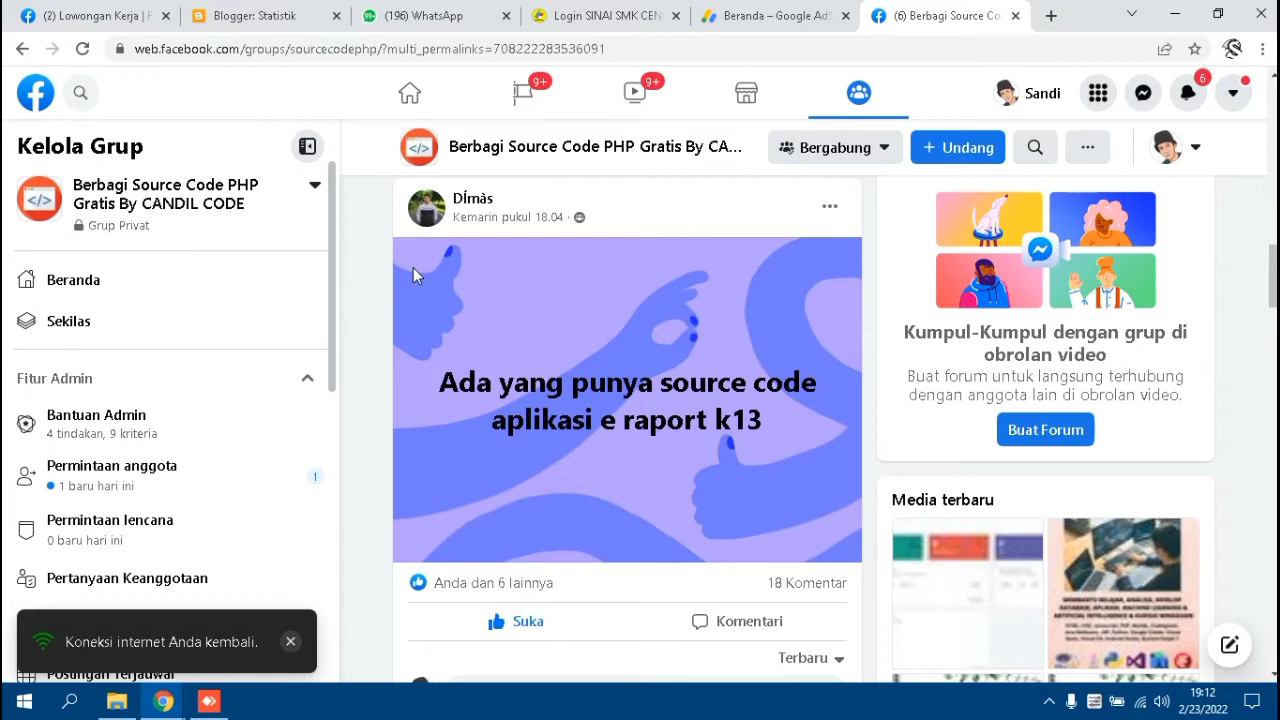 (2) Lowongan Kerja | F
Blogger: Statistik
(196) WhatsApp
Login SINAI SMK CEN
Beranda – Google AdS
(6) Berbagi Source Co
web.facebook.com/groups/sourcecodephp/?multi_permalinks=708222283536091
9+
9+
Sandi
6
Kelola Grup
Berbagi Source Code PHP
Gratis By CANDIL CODE
Grup Privat
Beranda
Sekilas
Fitur Admin
Bantuan Admin
4 tindakan, 9 kriteria
Permintaan anggota
1 baru hari ini
1
Permintaan lencana
0 baru hari ini
Pertanyaan Keanggotaan
Koneksi internet Anda kembali.
Postingan Terjadwal
Berbagi Source Code PHP Gratis By CA...
Bergabung
+ Undang
DÍmàs
Kemarin pukul 18.04
Ada yang punya source code
aplikasi e raport k13
Anda dan 6 lainnya
18 Komentar
Suka
Komentari
Terbaru
Kumpul-Kumpul dengan grup di
obrolan video
Buat forum untuk langsung terhubung
dengan anggota lain di obrolan video.
Buat Forum
Media terbaru
19:12
2/23/2022